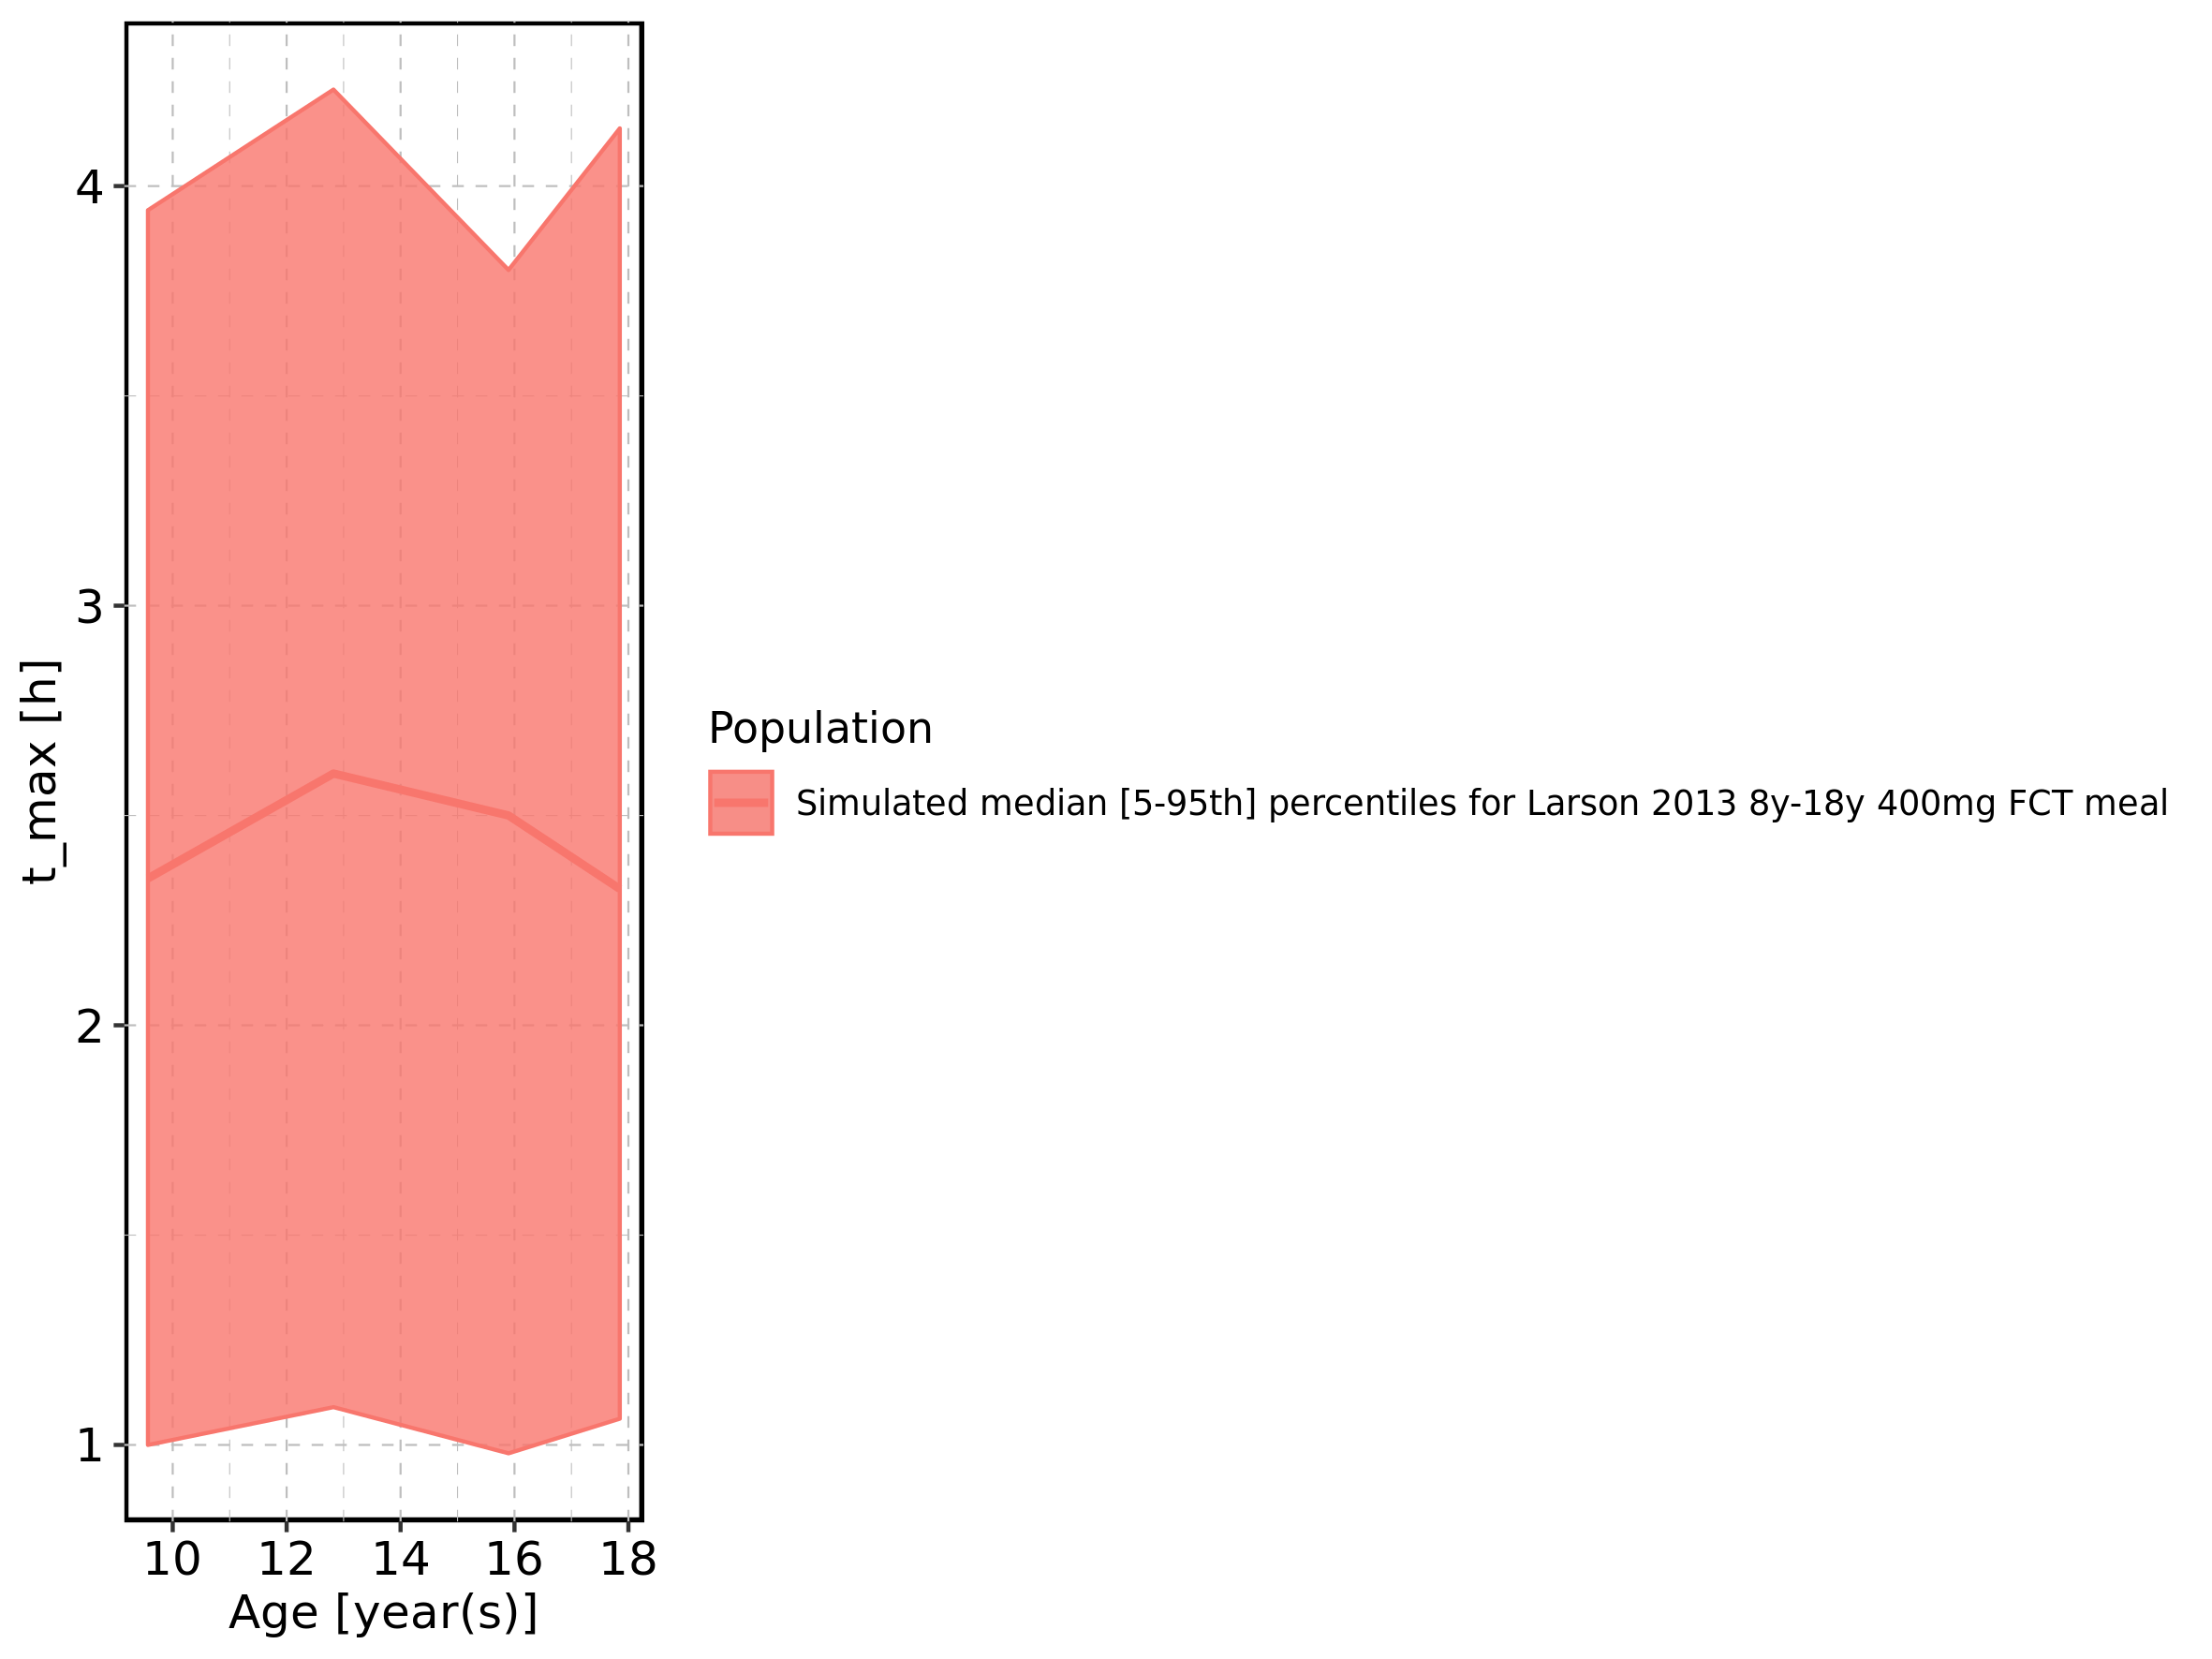 t_max [h]
4
3
2
1
10 12 14 16 18
Age [year(s)]
Population
Simulated median [5-95th] percentiles for Larson 2013 8y-18y 400mg FCT meal